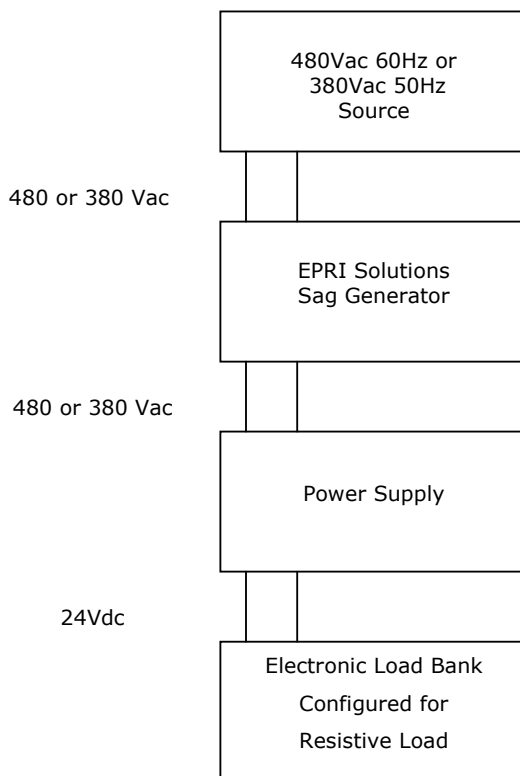 480Vac 60Hz or
380Vac 50Hz
Source
480 or 380 Vac
EPRI Solutions
Sag Generator
480 or 380 Vac
Power Supply
24Vdc
Electronic Load Bank
Configured for
Resistive Load